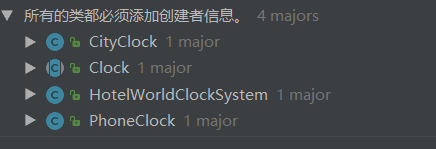 所有的类都必须添加创建者信息。 4 majors
CityClock 1 major
Clock 1 major
HotelWorldClockSystem 1 major
PhoneClock 1 major